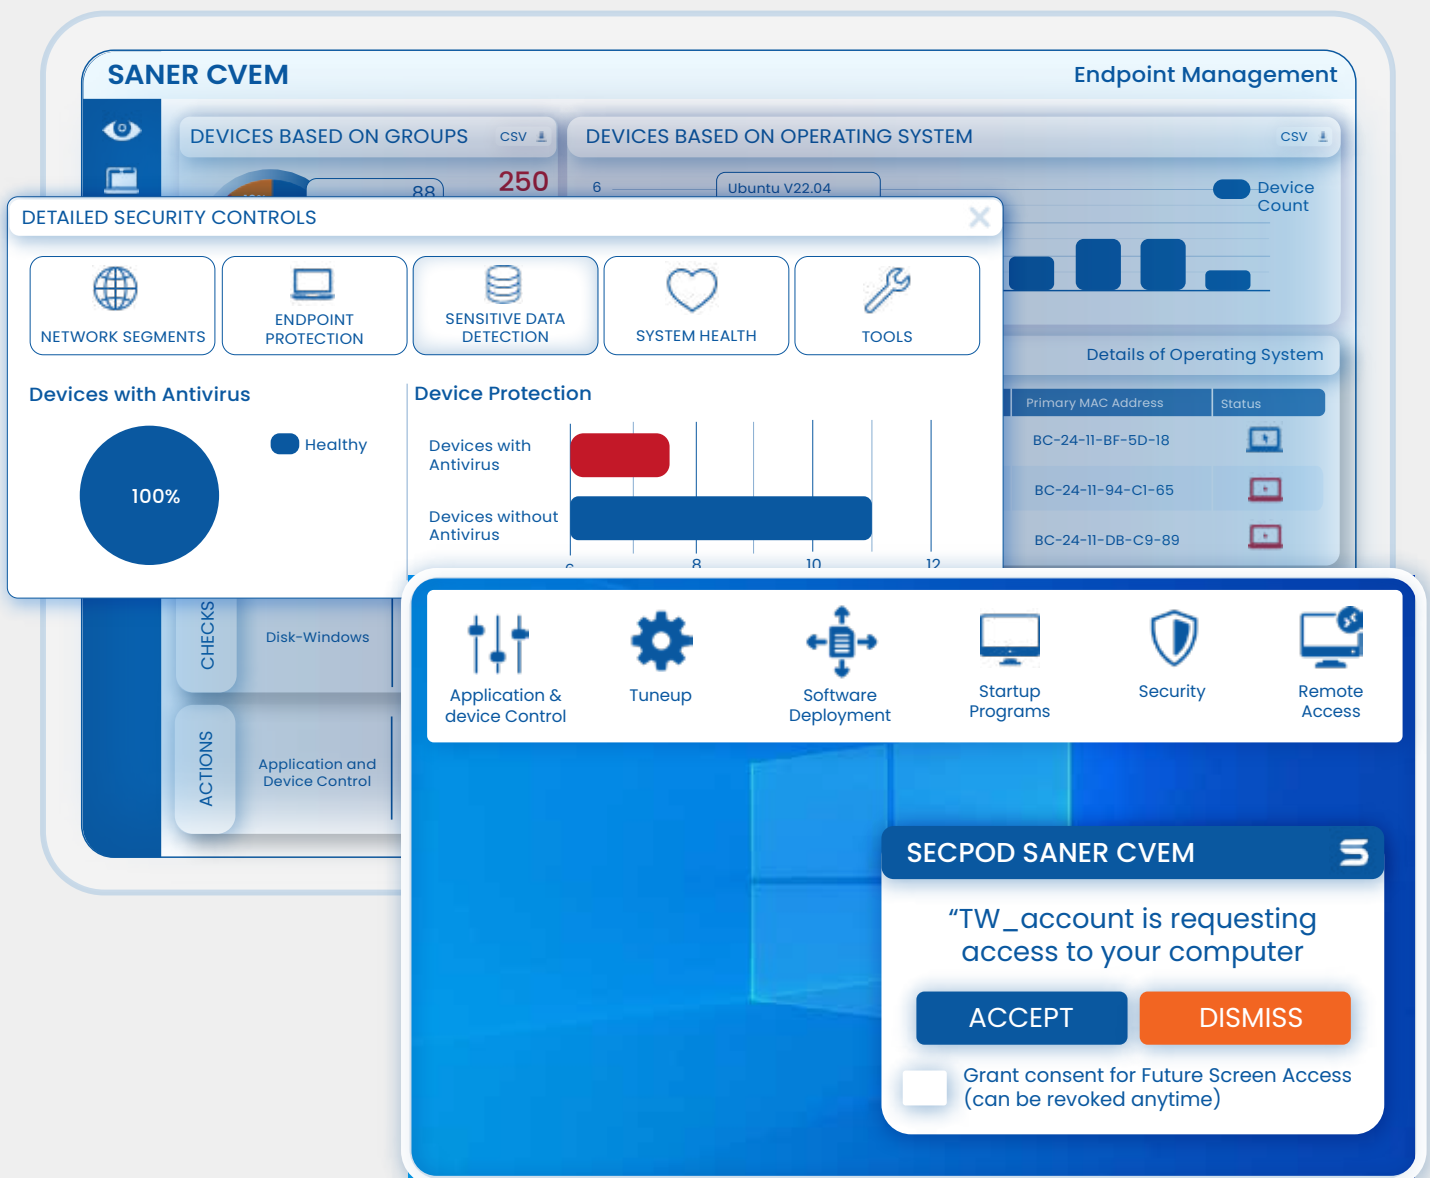 SANER CVEM
Endpoint Management
DEVICES BASED ON GROUPS
CSV
DEVICES BASED ON OPERATING SYSTEM
CSV
88
250
6
Ubuntu V22.04
Device
Count
DETAILED SECURITY CONTROLS
NETWORK SEGMENTS
ENDPOINT
PROTECTION
SENSITIVE DATA
DETECTION
SYSTEM HEALTH
TOOLS
Details of Operating System
Primary MAC Address
Status
BC-24-11-BF-5D-18
BC-24-11-94-C1-65
BC-24-11-DB-C9-89
Devices with Antivirus
Healthy
100%
Device Protection
Devices with
Antivirus
Devices without
Antivirus
6
8
10
12
CHECKS
Disk-Windows
ACTIONS
Application and
Device Control
Application &
device Control
Tuneup
Software
Deployment
Startup
Programs
Security
Remote
Access
SECPOD SANER CVEM
“TW_account is requesting
access to your computer
ACCEPT
DISMISS
Grant consent for Future Screen Access
(can be revoked anytime)